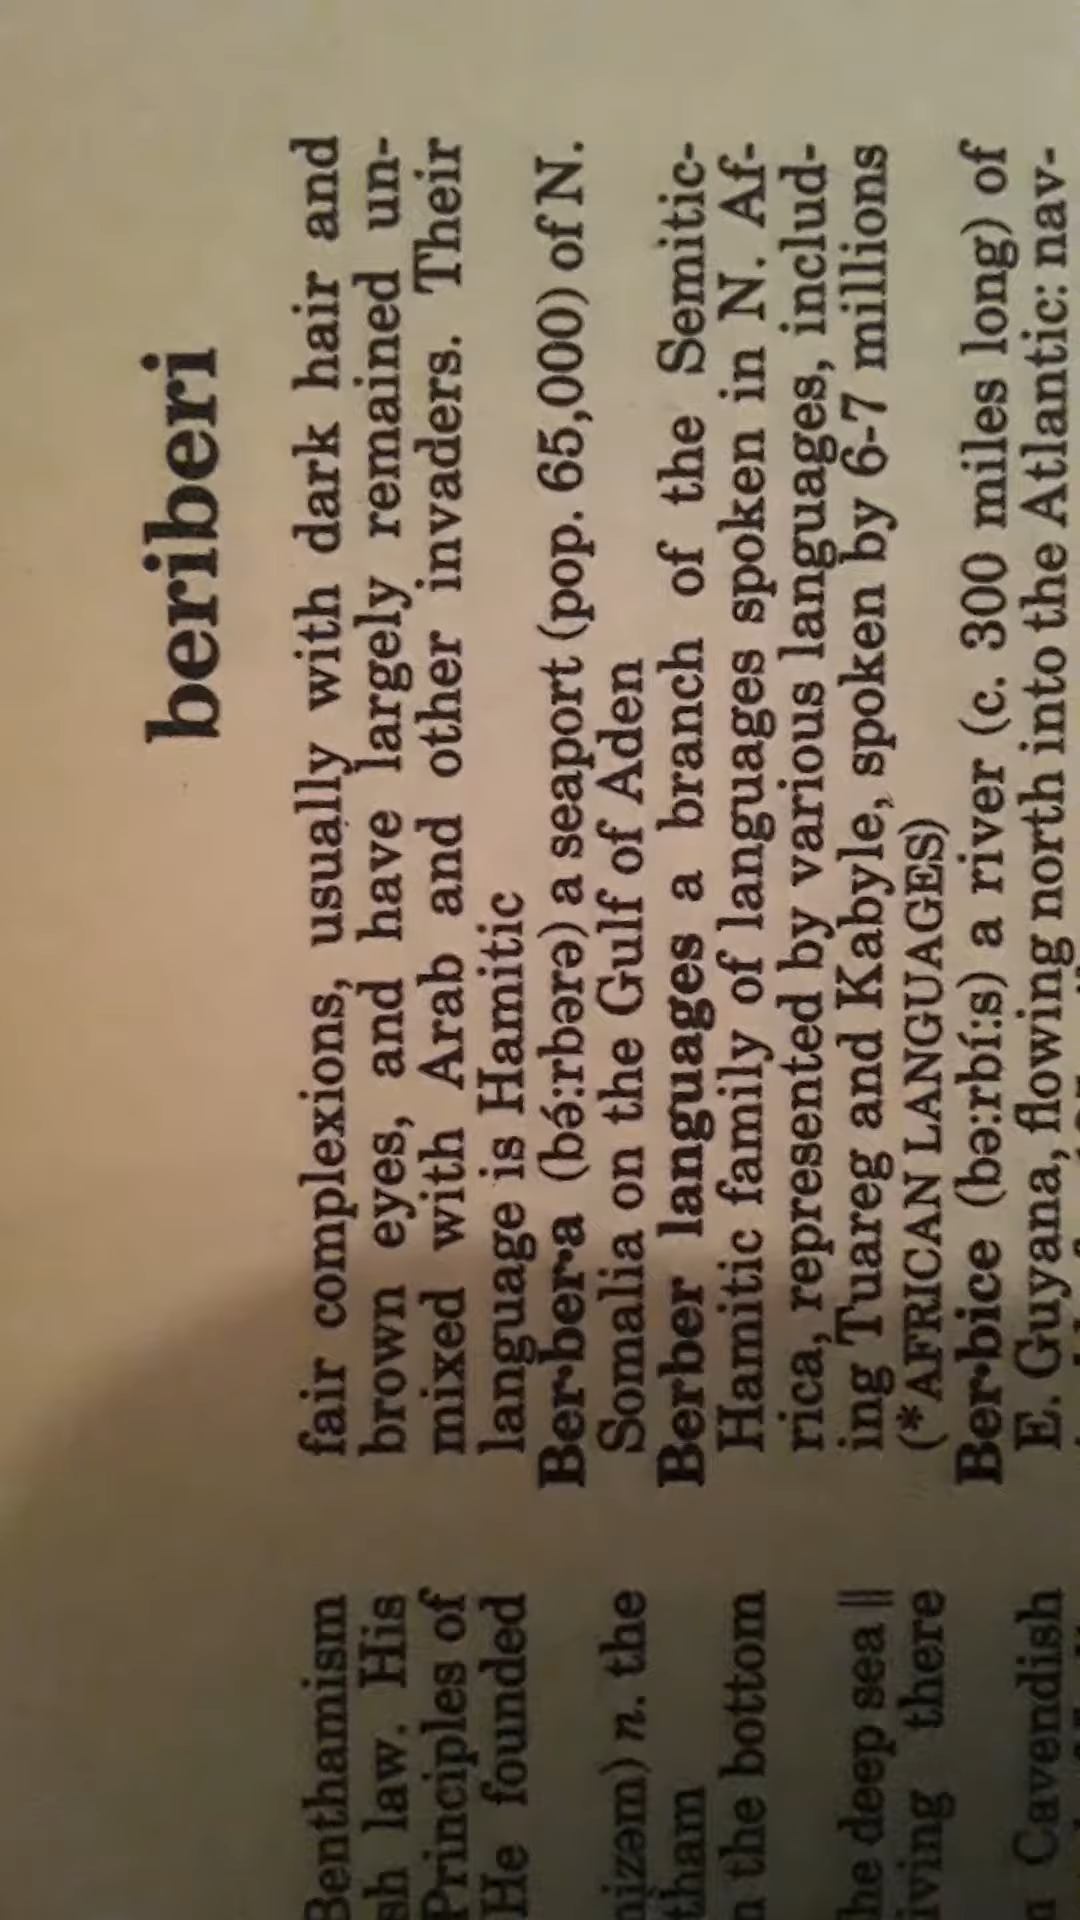 beriberi
Benthamism
law. His
Principles of
He founded
n. the
the bottom
deep sea ||
there
Cavendish
fair complexions, usually with dark hair and
brown eyes, and have largely remained un-
mixed with Arab and other invaders. Their
language is Hamitic
Ber•ber•a (bə́:rbərə) a seaport (pop. 65,000) of N.
Somalia on the Gulf of Aden
Berber languages a branch of the Semitic-
Hamitic family of languages spoken in N. Af-
rica, represented by various languages, includ-
ing Tuareg and Kabyle, spoken by 6-7 millions
(*AFRICAN LANGUAGES)
Ber•bice (bə:rbí:s) a river (c. 300 miles long) of
E. Guyana, flowing north into the Atlantic: nav-